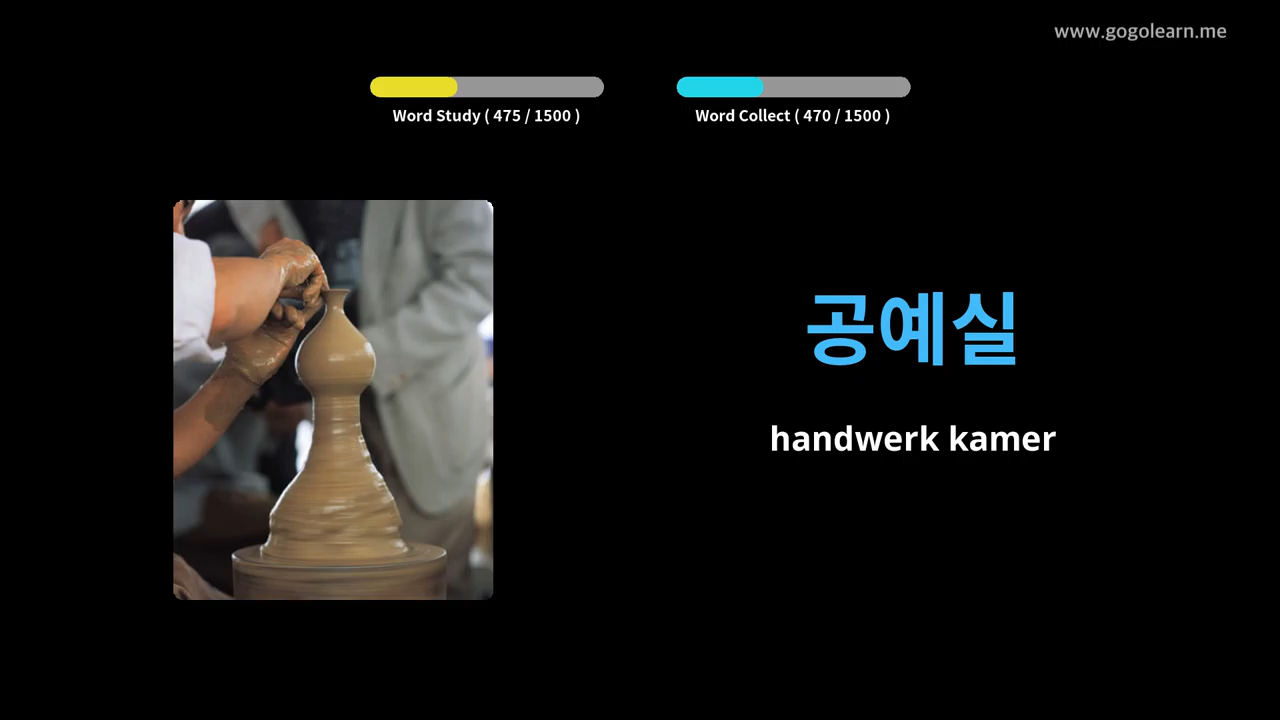 www.gogolearn.me
Word Study ( 475 / 1500 )
Word Collect ( 470 / 1500 )
공예실
handwerk kamer